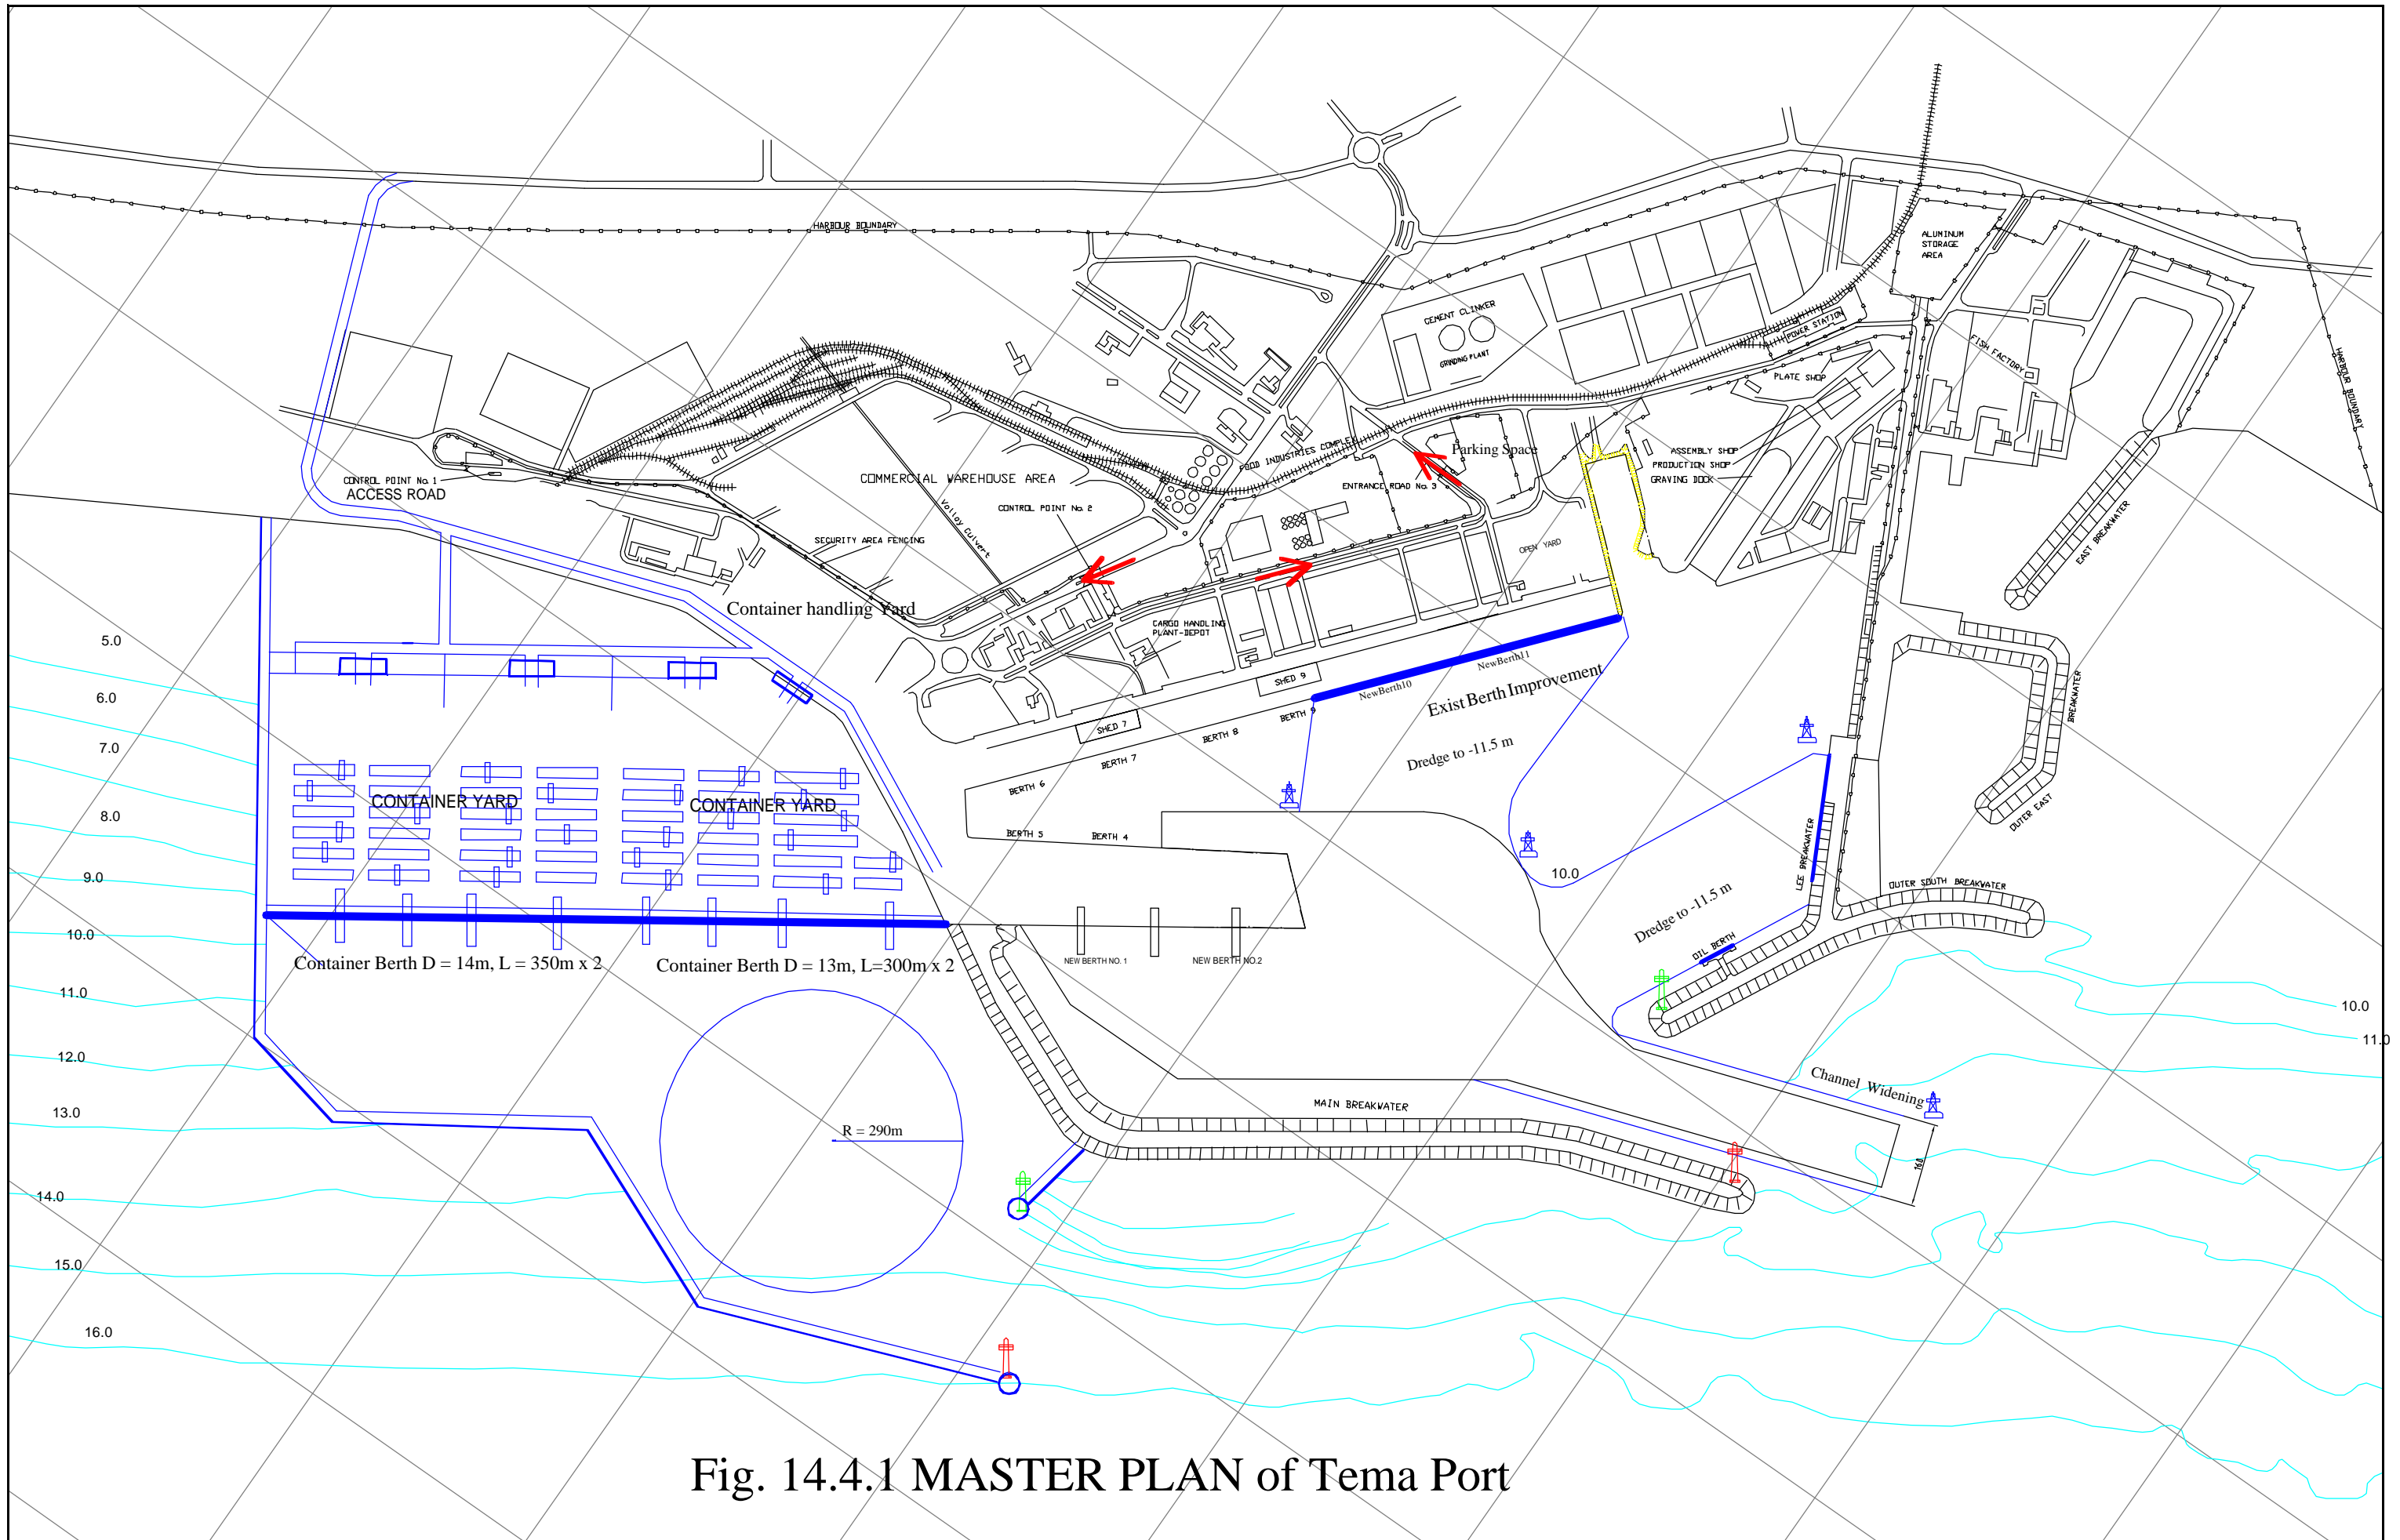 HARBOUR BOUNDARY
ALUMINUM
STORAGE
AREA
CEMENT CLINKER
GRINDING PLANT
POWER STATION
FISH FACTORY
HARBOUR BOUNDARY
PLATE SHOP
ASSEMBLY SHOP
PRODUCTION SHOP
GRAVING DOCK
Parking Space
FOOD INDUSTRIES COMPLEX
ENTRANCE ROAD No. 3
COMMERCIAL WAREHOUSE AREA
CONTROL POINT No. 1
ACCESS ROAD
CONTROL POINT No. 2
Volloy Culvert
SECURITY AREA FENCING
OPEN YARD
EAST BREAKWATER
Container handling Yard
CARGO HANDLING
PLANT-DEPOT
5.0
6.0
7.0
8.0
9.0
10.0
11.0
12.0
13.0
14.0
15.0
16.0
SHED 9
SHED 7
NewBerth11
NewBerth10
Exist Berth Improvement
BERTH 9
BERTH 8
BERTH 7
BERTH 6
BERTH 5
BERTH 4
Dredge to -11.5 m
BREAKWATER
OUTER EAST
CONTAINER YARD
CONTAINER YARD
LEE BREAKWATER
10.0
OUTER SOUTH BREAKWATER
Dredge to -11.5 m
OIL BERTH
Container Berth D = 14m, L = 350m x 2
Container Berth D = 13m, L=300m x 2
NEW BERTH NO. 1
NEW BERTH NO.2
10.0
11.0
Channel Widening
160
MAIN BREAKWATER
R = 290m
Fig. 14.4.1 MASTER PLAN of Tema Port